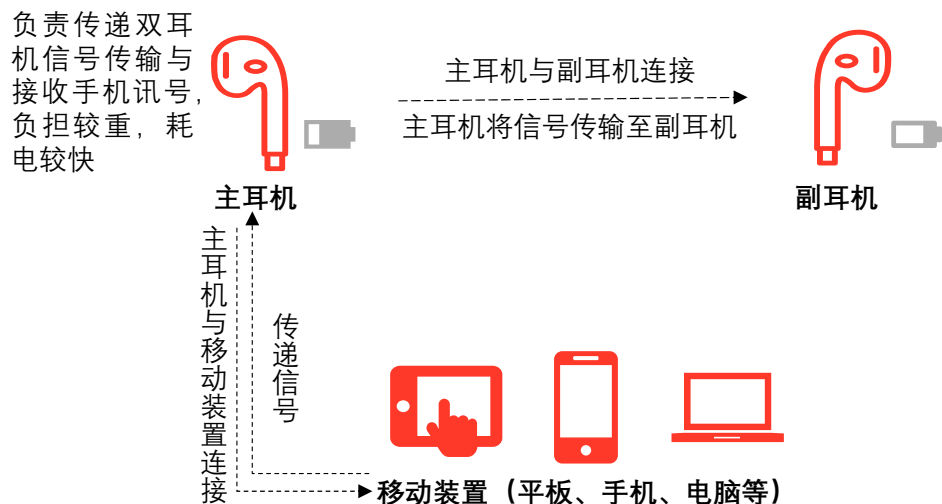 负责传递双耳
机信号传输与
接收手机讯号,
负担较重，耗
电较快
主耳机与副耳机连接
主耳机将信号传输至副耳机
主耳机
副耳机
主耳机与移动装置连接
传递信号
移动装置（平板、手机、电脑等）